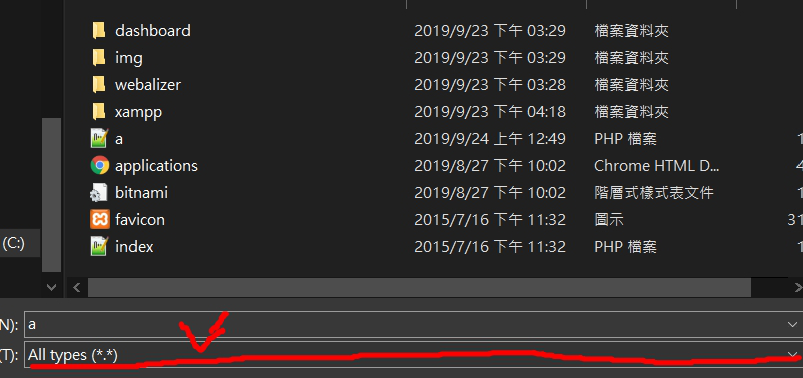 dashboard 2019/9/23 下午 03:29 檔案資料夾
img 2019/9/23 下午 03:29 檔案資料夾
webalizer 2019/9/23 下午 03:28 檔案資料夾
xampp 2019/9/23 下午 04:18 檔案資料夾
a 2019/9/24 上午 12:49 PHP 檔案 1
applications 2019/8/27 下午 10:02 Chrome HTML D... 4
bitnami 2019/8/27 下午 10:02 階層式樣式表文件 1
favicon 2015/7/16 下午 11:32 圖示 31
index 2015/7/16 下午 11:32 PHP 檔案 1
(C:)
N): a
(T): All types (*.*)